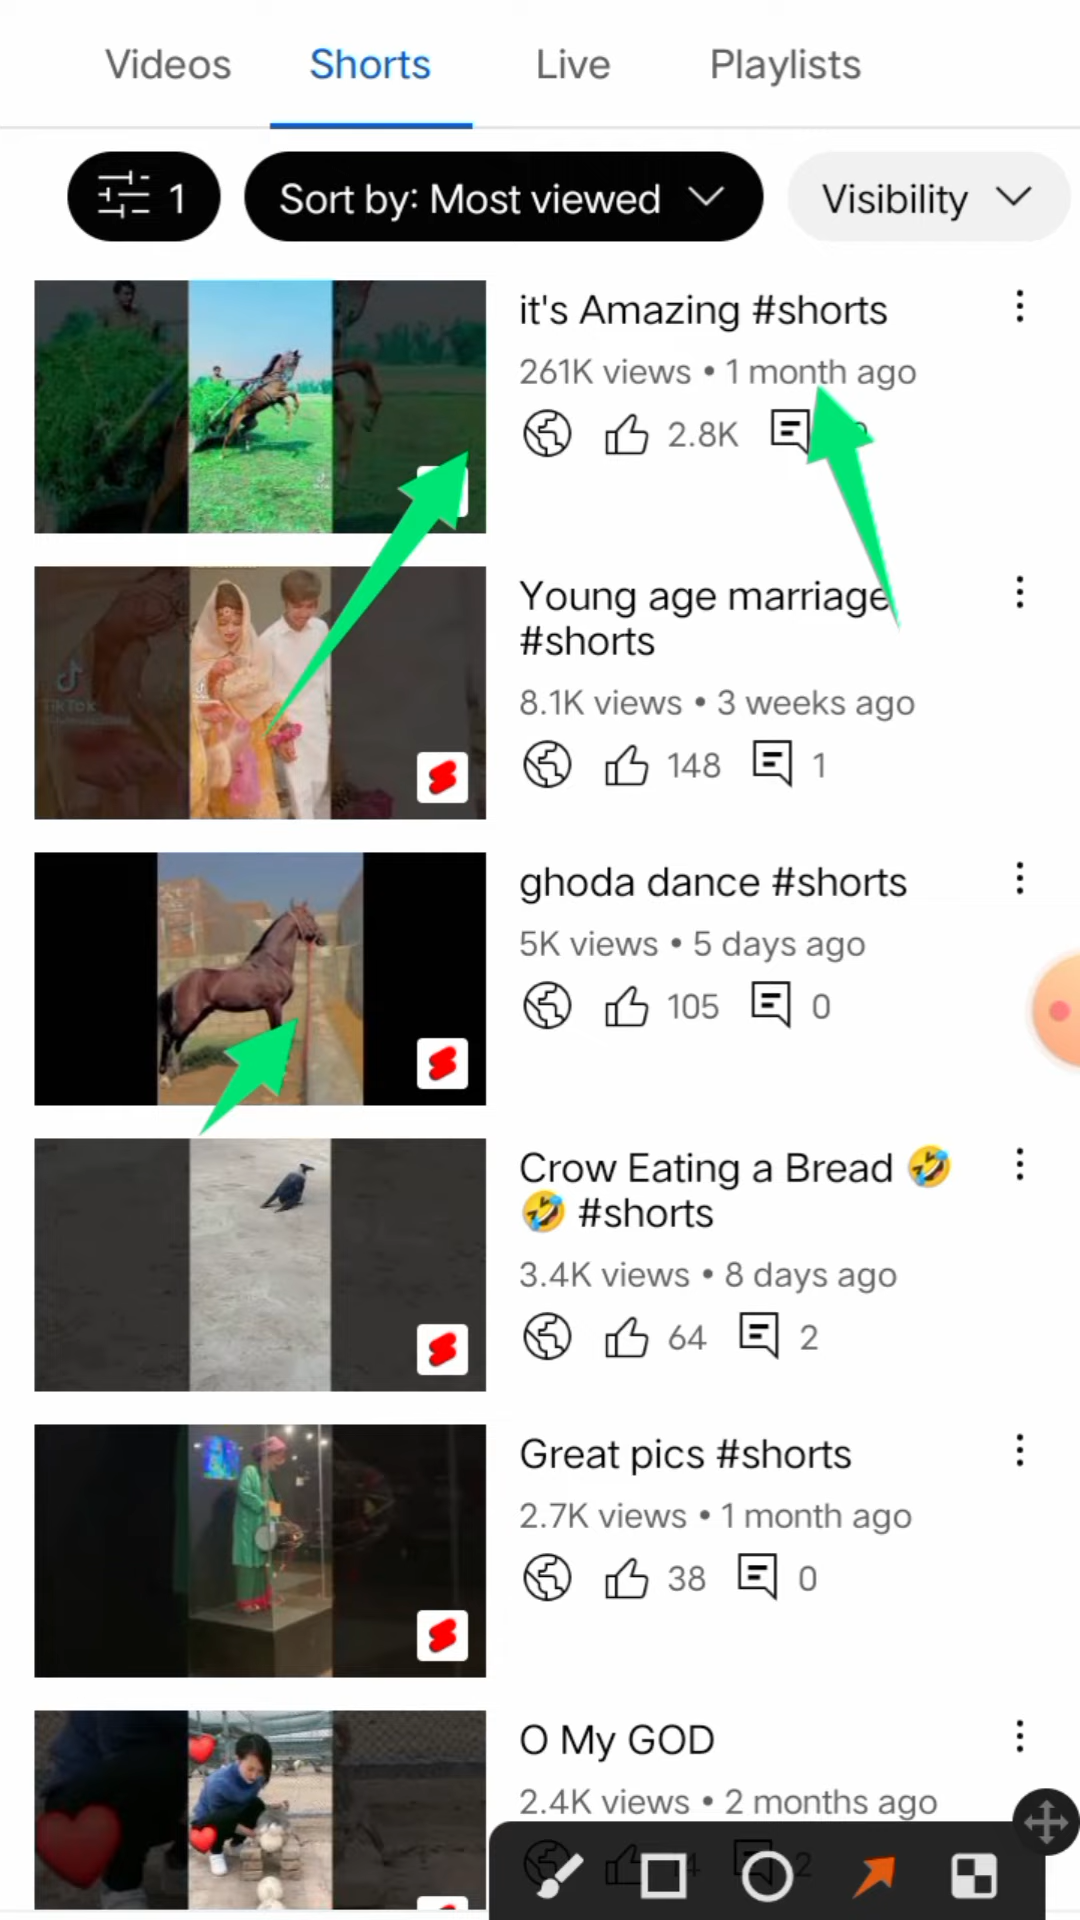 Videos Shorts Live Playlists
1 Sort by: Most viewed Visibility
it's Amazing #shorts
261K views • 1 month ago
2.8K
Young age marriage
#shorts
8.1K views • 3 weeks ago
148 1
TikTok
ghoda dance #shorts
5K views • 5 days ago
105 0
Crow Eating a Bread 🤣
🤣 #shorts
3.4K views • 8 days ago
64 2
Great pics #shorts
2.7K views • 1 month ago
38 0
O My GOD
2.4K views • 2 months ago
2